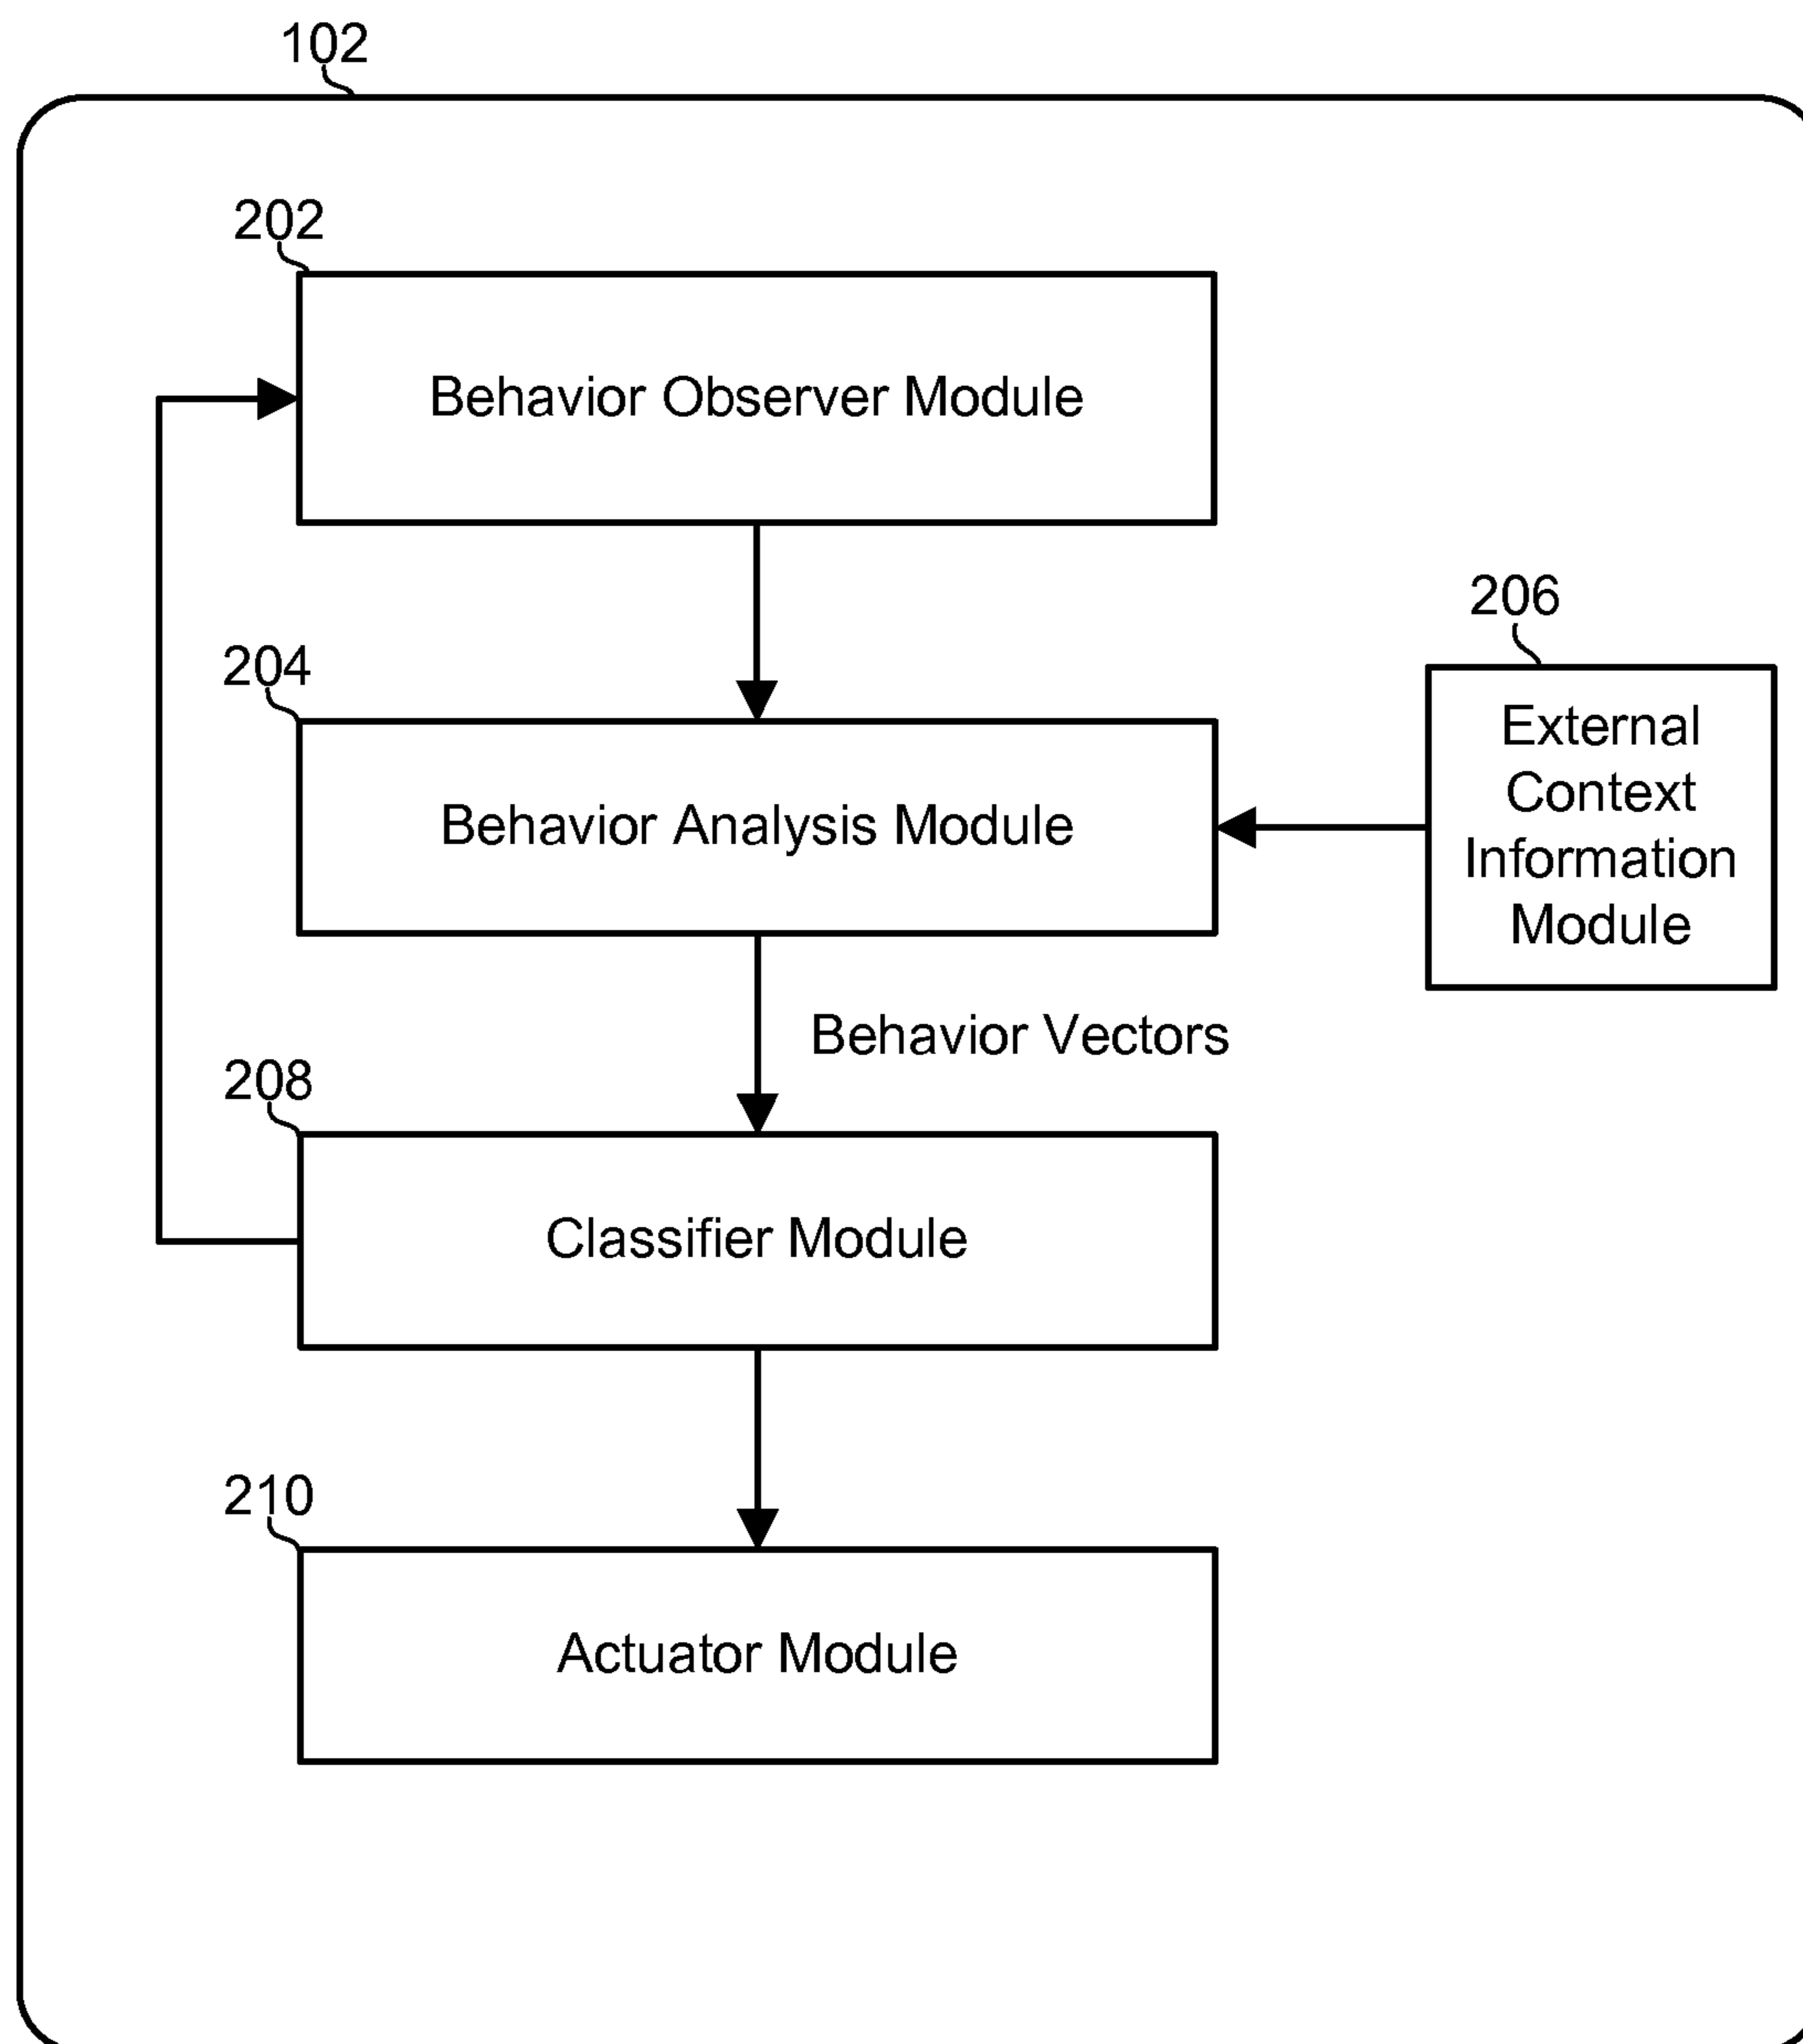 102
202
Behavior Observer Module
206
204
External
Context
Information
Module
Behavior Analysis Module
Behavior Vectors
208
Classifier Module
210
Actuator Module